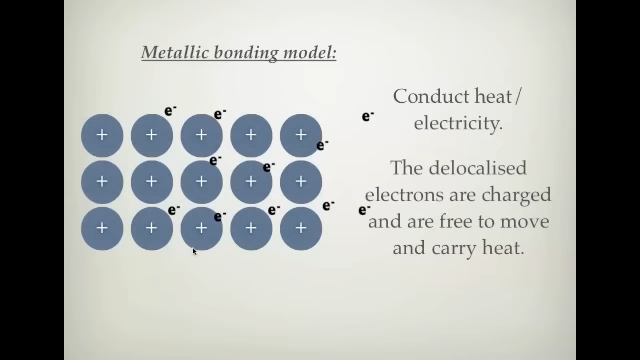 Metallic bonding model:
e- e- e-
+ + + + +
e-
e- e-
+ + + + +
e- e- e- e- e-
+ + + + +
Conduct heat/
electricity.
The delocalised
electrons are charged
and are free to move
and carry heat.